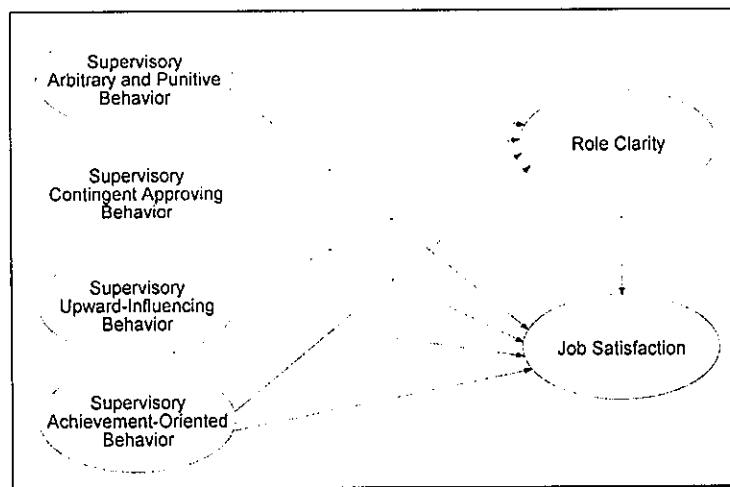 Supervisory
Arbitrary and Punitive
Behavior
Role Clarity
Supervisory
Contingent Approving
Behavior
Supervisory
Upward-Influencing
Behavior
Job Satisfaction
Supervisory
Achievement-Oriented
Behavior